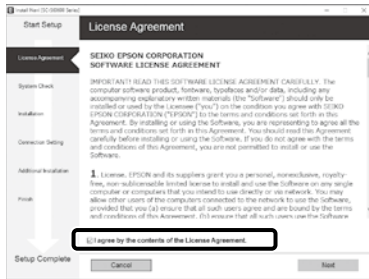 Install Navi (SC-
Start Setup
License Agreement
License Agreement
System Check
Installation
Connection Setting
Additional Installation
Finish
Setup Complete
SEIKO EPSON CORPORATION
SOFTWARE LICENSE AGREEMENT
IMPORTANT! READ THIS SOFTWARE LICENSE AGREEMENT CAREFULLY. The
computer software product, fontware, typefaces and/or data, including any
accompanying explanatory written materials (the "Software") should only be
installed or used by the Licensee ("you") on the condition you agree with SEIKO
EPSON CORPORATION ("EPSON") to the terms and conditions set forth in this
Agreement. By installing or using the Software, you are representing to agree all the
terms and conditions set forth in this Agreement. You should read this Agreement
carefully before installing or using the Software. If you do not agree with the terms
and conditions of this Agreement, you are not permitted to install or use the
Software.
1. License. EPSON and its suppliers grant you a personal, nonexclusive, royalty-
free, non-sublicensable limited license to install and use the Software on any single
computer or computers that you intend to use directly or via network. You may
allow other users of the computers connected to the network to use the Software,
provided that you (a) ensure that all such users agree and are bound by the terms
and conditions of this Agreement, (b) ensure that all such users use the Software
I agree by the contents of the License Agreement.
Cancel
Next